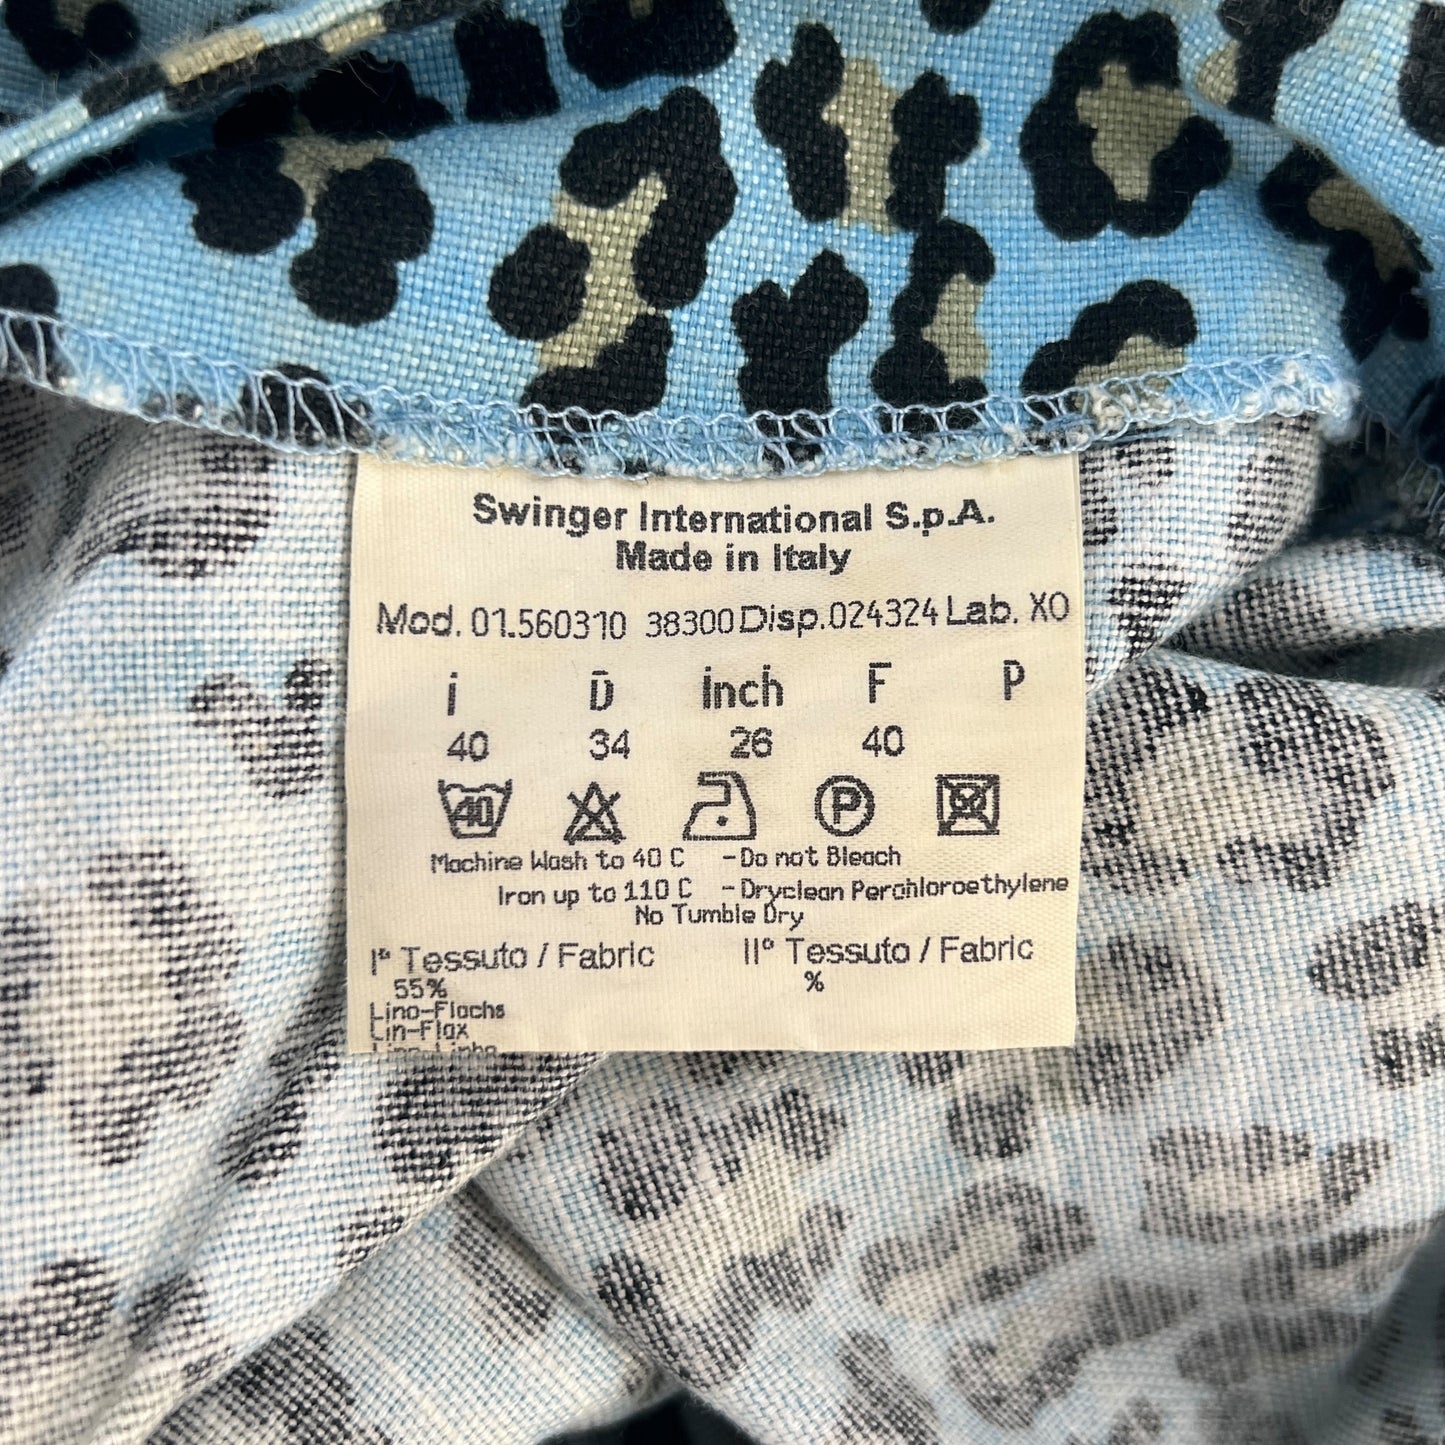 Swinger International S.p.A.
Made in Italy
Mod. 01.560310 38300 Disp. 024324 Lab. XO
i D inch F P
40 34 26 40
40 P
Machine Wash to 40 C - Do not Bleach
Iron up to 110 C - Dryclean Perchloroethylene
No Tumble Dry
I° Tessuto / Fabric II° Tessuto / Fabric
55% %
Lino-Flachs
Lin-Flax